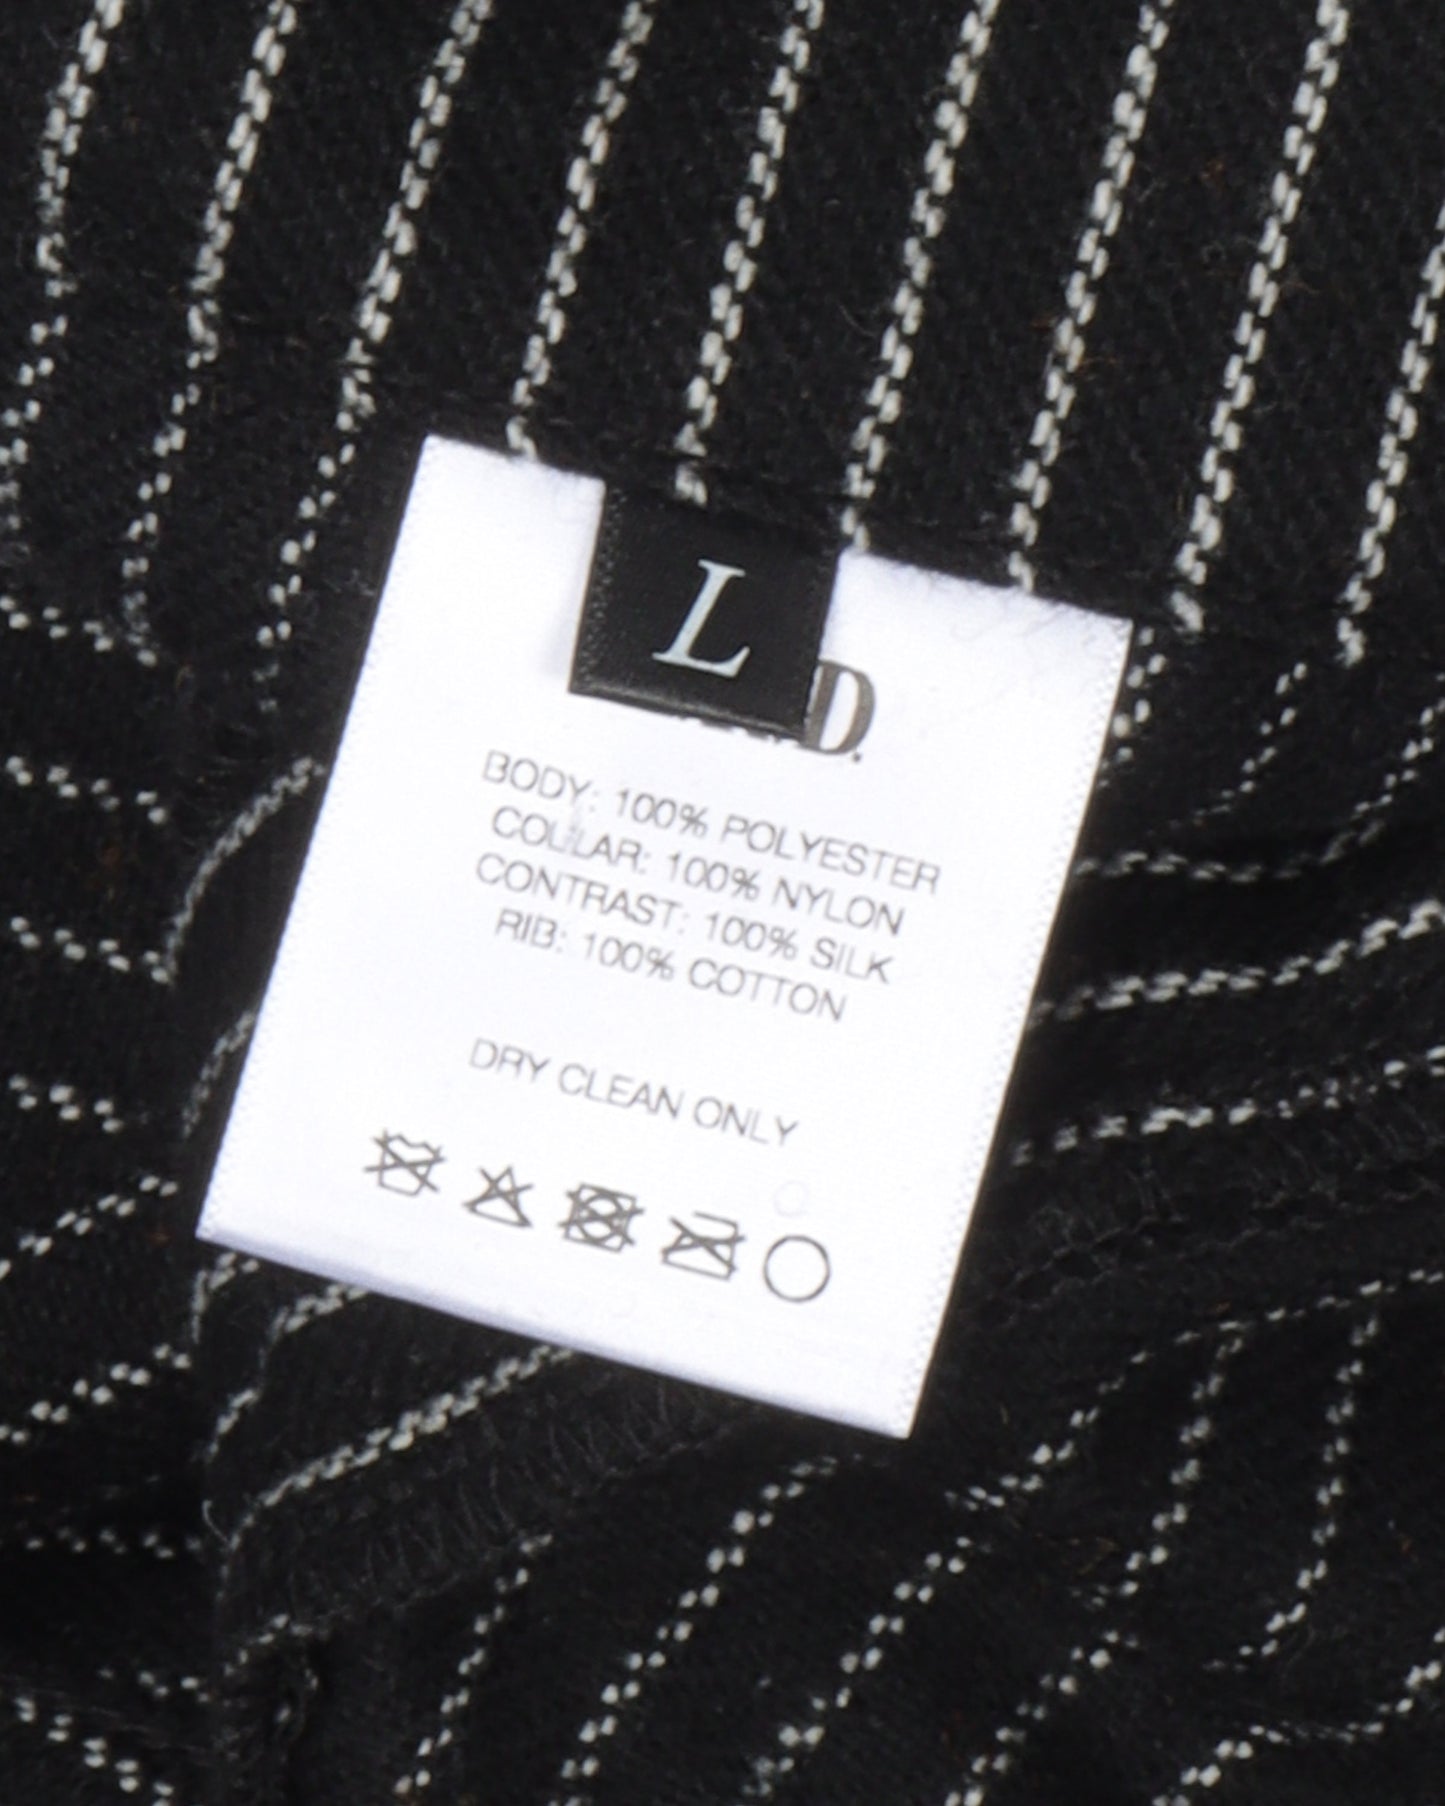 L
D.
BODY: 100% POLYESTER
COLLAR: 100% NYLON
CONTRAST: 100% SILK
RIB: 100% COTTON
DRY CLEAN ONLY